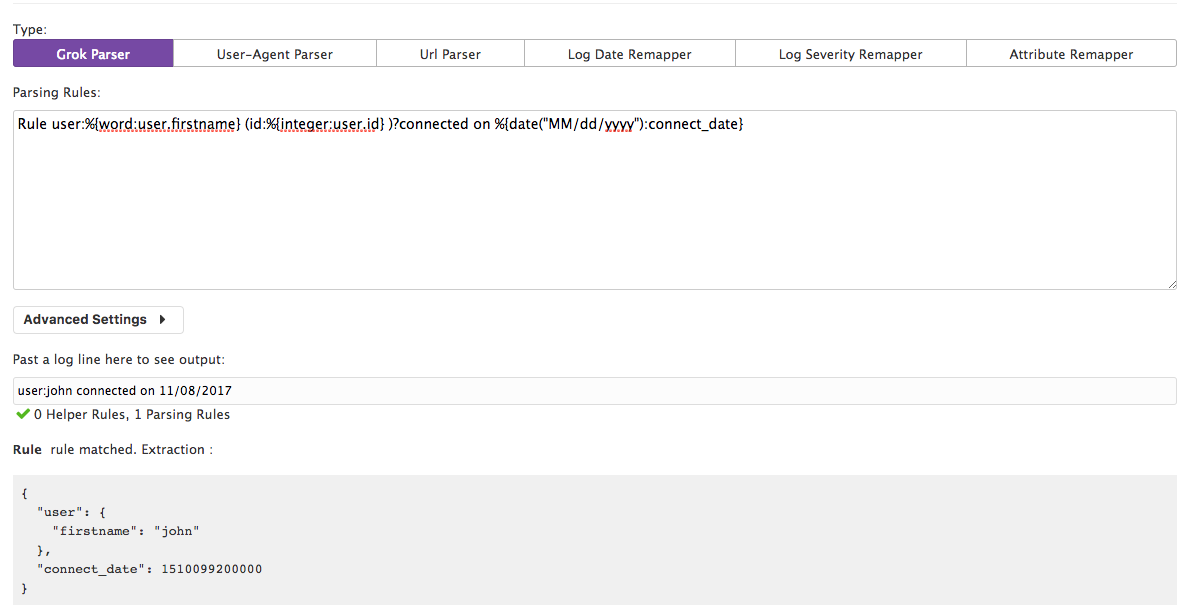 Type:
Grok Parser User-Agent Parser Url Parser Log Date Remapper Log Severity Remapper Attribute Remapper
Parsing Rules:
Rule user:%{word:user.firstname} (id:%{integer:user.id} )?connected on %{date("MM/dd/yyyy"):connect_date}
Advanced Settings
Past a log line here to see output:
user:john connected on 11/08/2017
0 Helper Rules, 1 Parsing Rules
Rule rule matched. Extraction :
{
"user": {
"firstname": "john"
},
"connect_date": 1510099200000
}